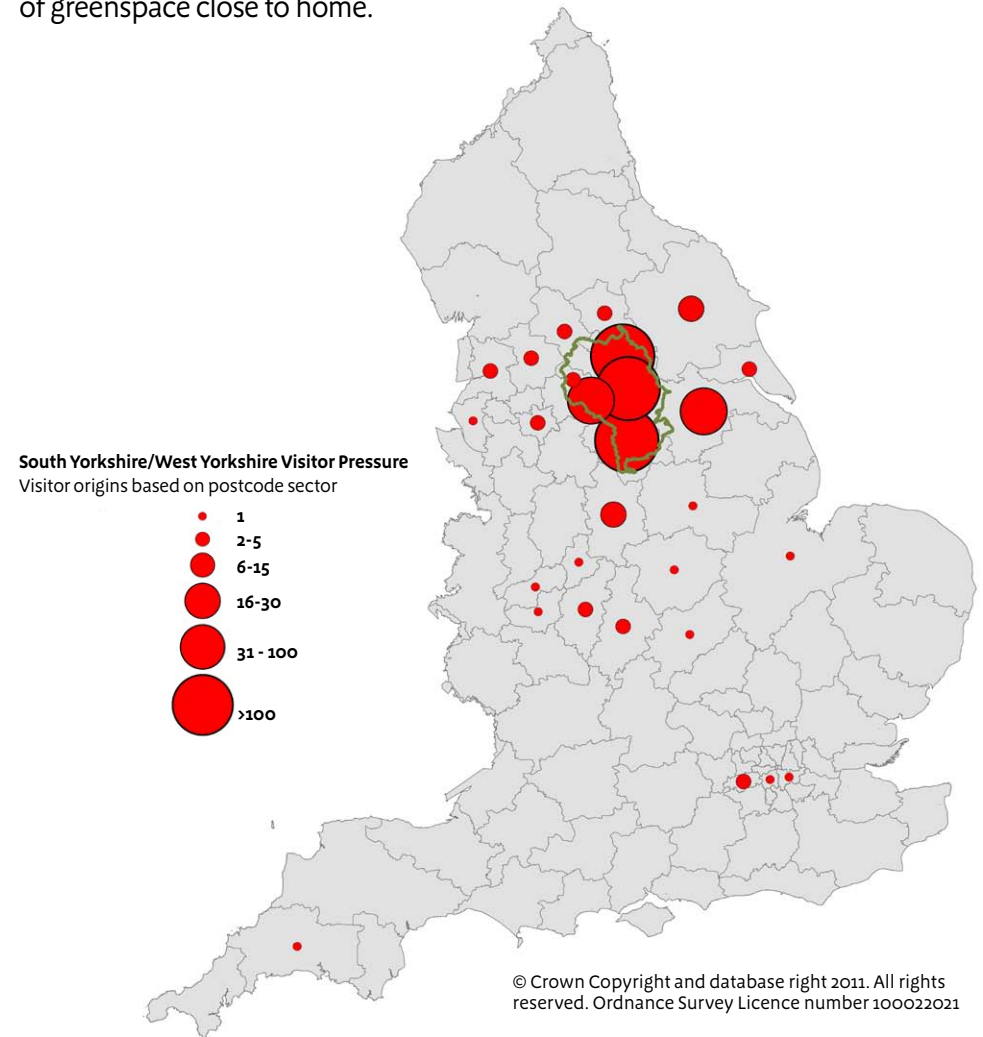 of greenspace close to home.
South Yorkshire/West Yorkshire Visitor Pressure
Visitor origins based on postcode sector
1
2-5
6-15
16-30
31 - 100
>100
© Crown Copyright and database right 2011. All rights
reserved. Ordnance Survey Licence number 100022021